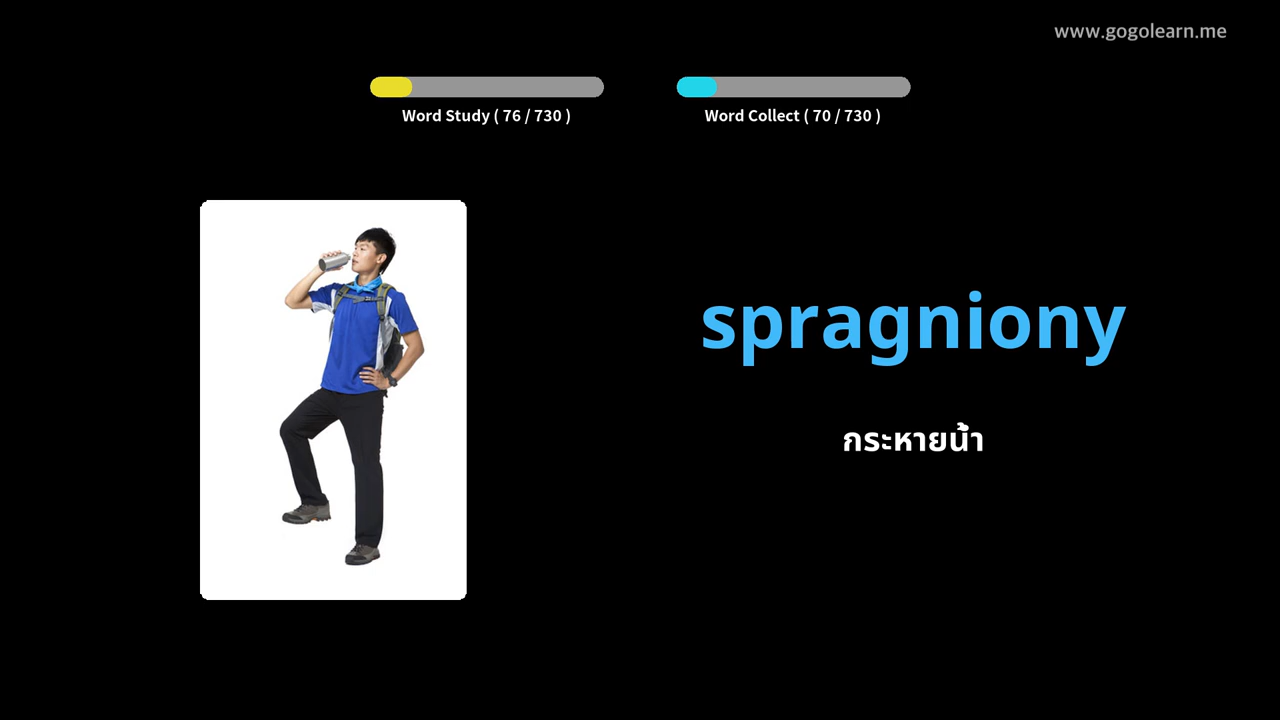 www.gogolearn.me
Word Study ( 76 / 730 )
Word Collect ( 70 / 730 )
spragniony
กระหายน้ำ